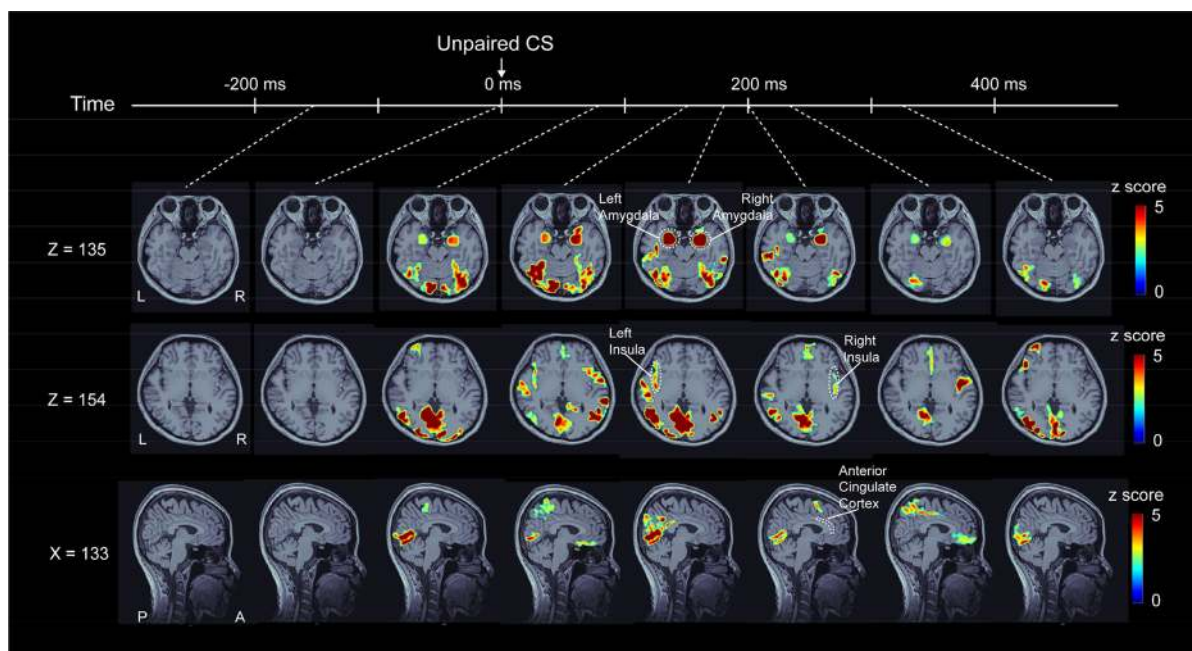 Unpaired CS
-200 ms
0 ms
200 ms
400 ms
Time
Left
Amygdala
Right
Amygdala
z score
5
0
Z = 135
L
R
Left
Insula
Right
Insula
z score
5
0
Z = 154
L
R
Anterior
Cingulate
Cortex
z score
5
0
X = 133
P
A